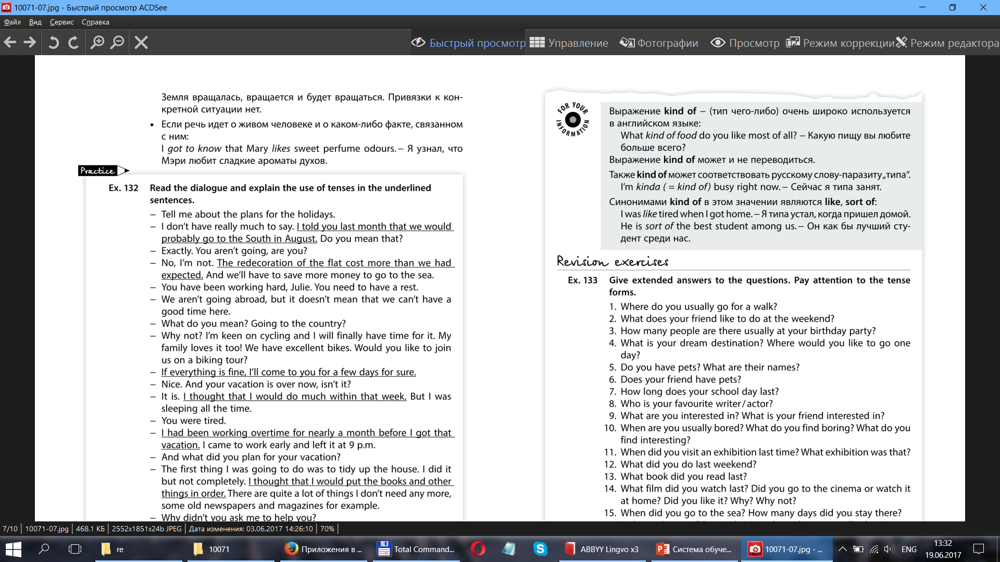 10071-07.jpg - Быстрый просмотр ACDSee
Файл Вид Сервис Справка
Быстрый просмотр Управление Фотографии Просмотр Режим коррекции Режим редактора
Земля вращалась, вращается и будет вращаться. Привязки к кон-
кретной ситуации нет.
• Если речь идет о живом человеке и о каком-либо факте, связанном
с ним:
I got to know that Mary likes sweet perfume odours. – Я узнал, что
Мэри любит сладкие ароматы духов.
Practice
Ex. 132 Read the dialogue and explain the use of tenses in the underlined
sentences.
– Tell me about the plans for the holidays.
– I don't have really much to say. I told you last month that we would
probably go to the South in August. Do you mean that?
– Exactly. You aren't going, are you?
– No, I'm not. The redecoration of the flat cost more than we had
expected. And we'll have to save more money to go to the sea.
– You have been working hard, Julie. You need to have a rest.
– We aren't going abroad, but it doesn't mean that we can't have a
good time here.
– What do you mean? Going to the country?
– Why not? I'm keen on cycling and I will finally have time for it. My
family loves it too! We have excellent bikes. Would you like to join
us on a biking tour?
– If everything is fine, I'll come to you for a few days for sure.
– Nice. And your vacation is over now, isn't it?
– It is. I thought that I would do much within that week. But I was
sleeping all the time.
– You were tired.
– I had been working overtime for nearly a month before I got that
vacation. I came to work early and left it at 9 p.m.
– And what did you plan for your vacation?
– The first thing I was going to do was to tidy up the house. I did it
but not completely. I thought that I would put the books and other
things in order. There are quite a lot of things I don't need any more,
some old newspapers and magazines for example.
– Why didn't you ask me to help you?
FOR YOUR INFORMATION
Выражение kind of – (тип чего-либо) очень широко используется
в английском языке:
What kind of food do you like most of all? – Какую пищу вы любите
больше всего?
Выражение kind of может и не переводиться.
Также kind of может соответствовать русскому слову-паразиту „типа“.
I'm kinda ( = kind of) busy right now. – Сейчас я типа занят.
Синонимами kind of в этом значении являются like, sort of:
I was like tired when I got home. – Я типа устал, когда пришел домой.
He is sort of the best student among us. – Он как бы лучший сту-
дент среди нас.
Revision exercises
Ex. 133 Give extended answers to the questions. Pay attention to the tense
forms.
1. Where do you usually go for a walk?
2. What does your friend like to do at the weekend?
3. How many people are there usually at your birthday party?
4. What is your dream destination? Where would you like to go one
day?
5. Do you have pets? What are their names?
6. Does your friend have pets?
7. How long does your school day last?
8. Who is your favourite writer/actor?
9. What are you interested in? What is your friend interested in?
10. When are you usually bored? What do you find boring? What do you
find interesting?
11. When did you visit an exhibition last time? What exhibition was that?
12. What did you do last weekend?
13. What book did you read last?
14. What film did you watch last? Did you go to the cinema or watch it
at home? Did you like it? Why? Why not?
15. When did you go to the sea? How many days did you stay there?
7/10 | 10071-07.jpg | 468.1 КБ | 2552x1851x24b JPEG | Дата изменения: 03.06.2017 14:26:10 | 70% |
re 10071 Приложения в ... Total Command... ABBYY Lingvo x3 Система обуче... 10071-07.jpg - ... ENG 13:32
19.06.2017